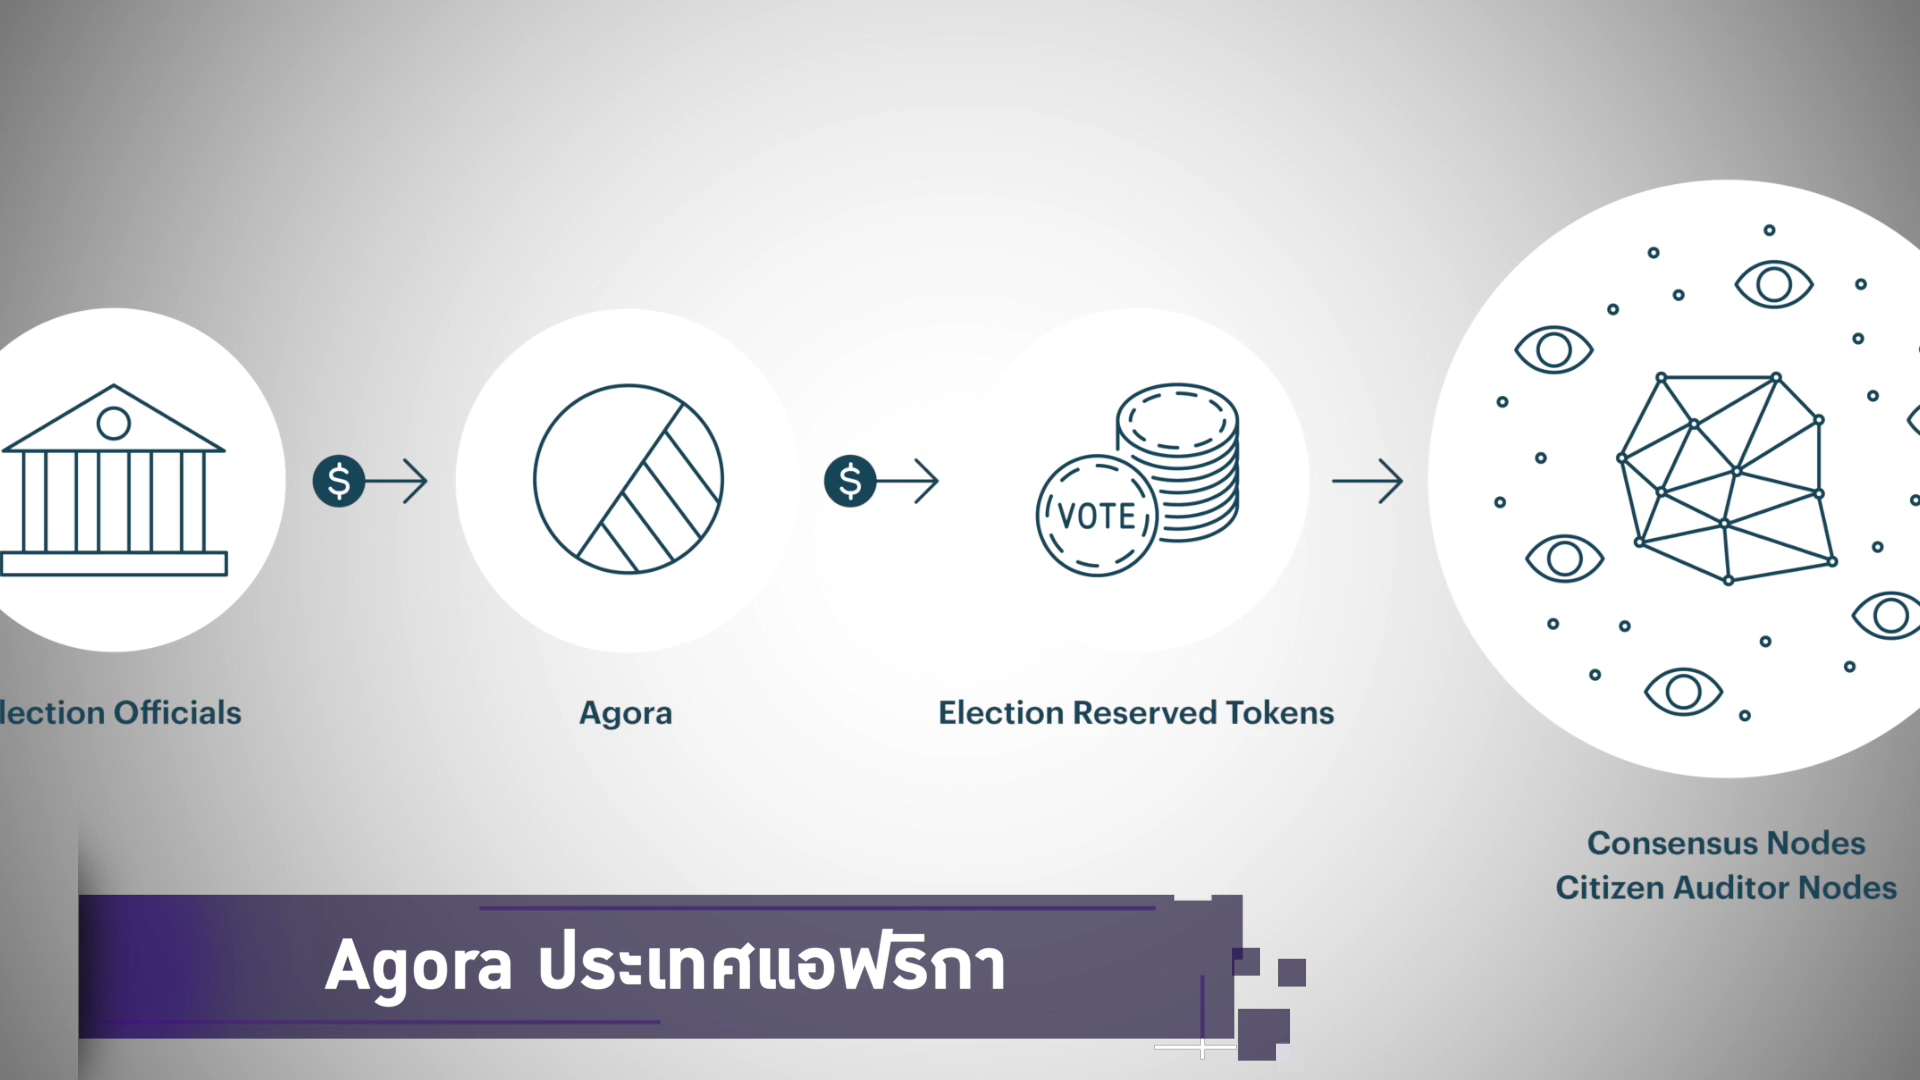 $
$
VOTE
lection Officials
Agora
Election Reserved Tokens
Consensus Nodes
Citizen Auditor Nodes
Agora ประเทศแอฟริกา